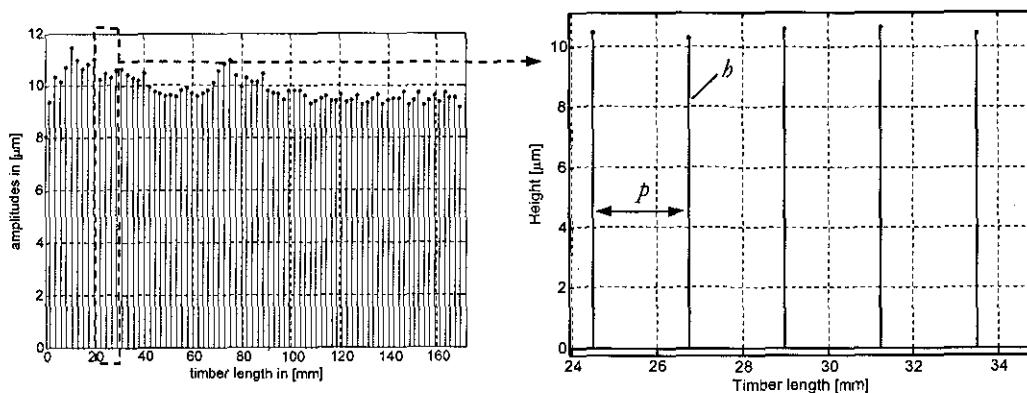 12
10
8
6
4
2
0
amplitudes in [µm]
0 20 40 60 80 100 120 140 160
timber length in [mm]
10
8
6
4
2
0
Height [µm]
24 26 28 30 32 34
Timber length [mm]
h
p